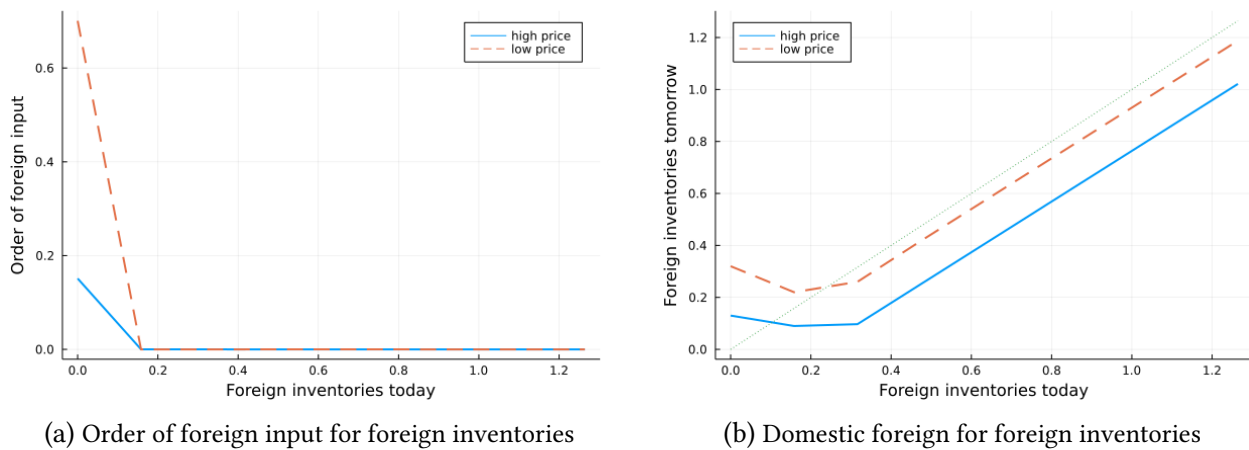 high price
low price
0.6
0.4
0.2
0.0
Order of foreign input
0.0 0.2 0.4 0.6 0.8 1.0 1.2
Foreign inventories today
(a) Order of foreign input for foreign inventories
high price
low price
1.2
1.0
0.8
0.6
0.4
0.2
0.0
Foreign inventories tomorrow
0.0 0.2 0.4 0.6 0.8 1.0 1.2
Foreign inventories today
(b) Domestic foreign for foreign inventories